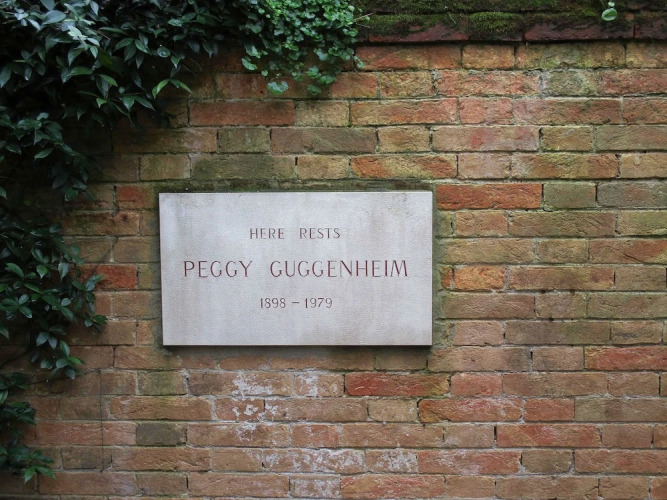 HERE RESTS
PEGGY GUGGENHEIM
1898 – 1979